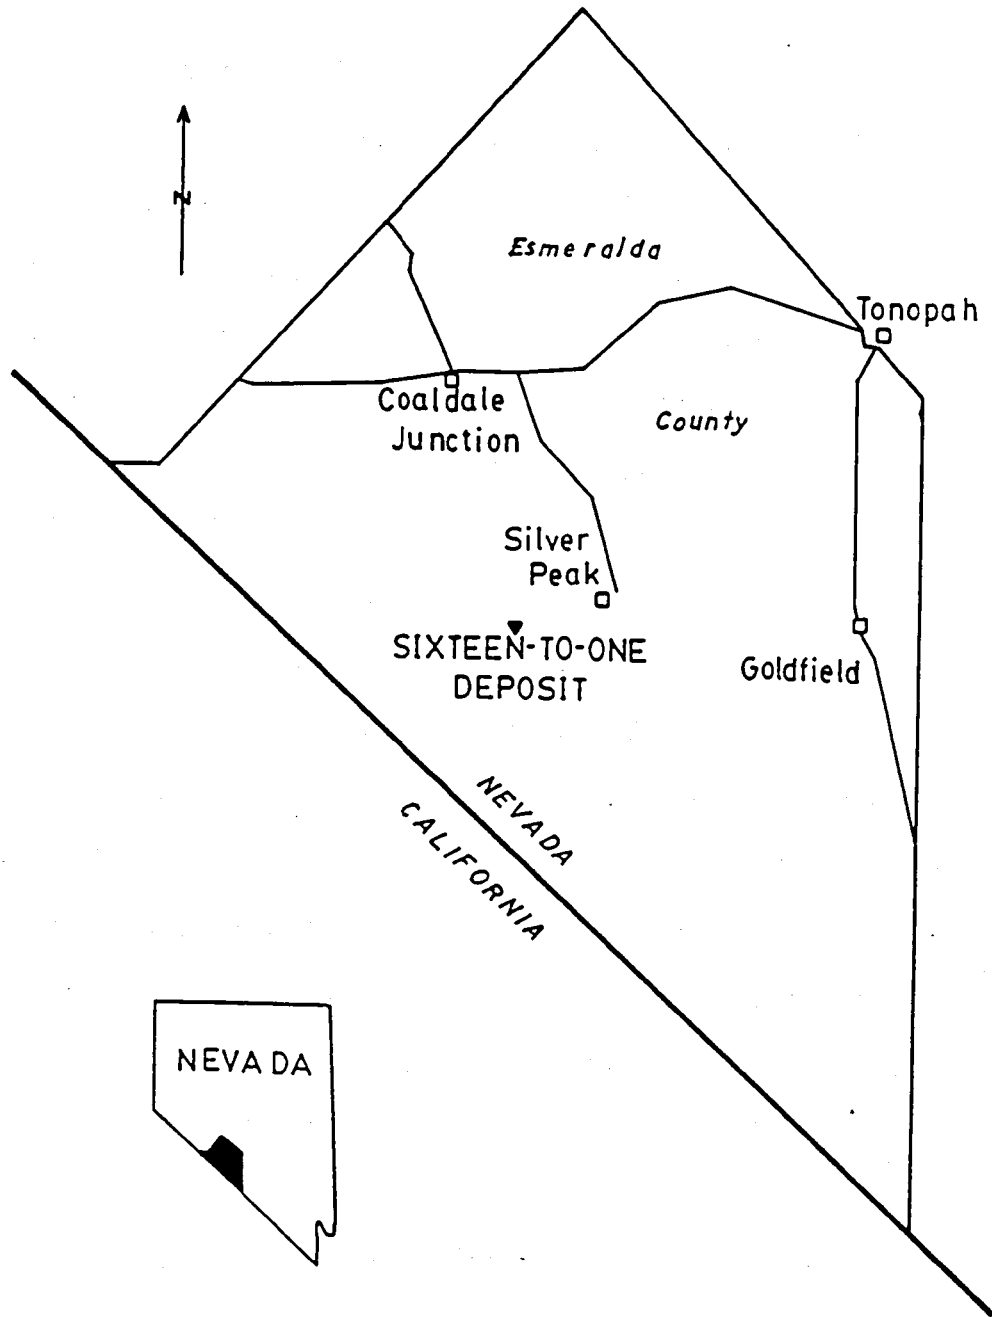 N
Esmeralda
Tonopah
Coaldale
Junction
County
Silver
Peak
SIXTEEN-TO-ONE
DEPOSIT
Goldfield
NEVADA
CALIFORNIA
NEVADA